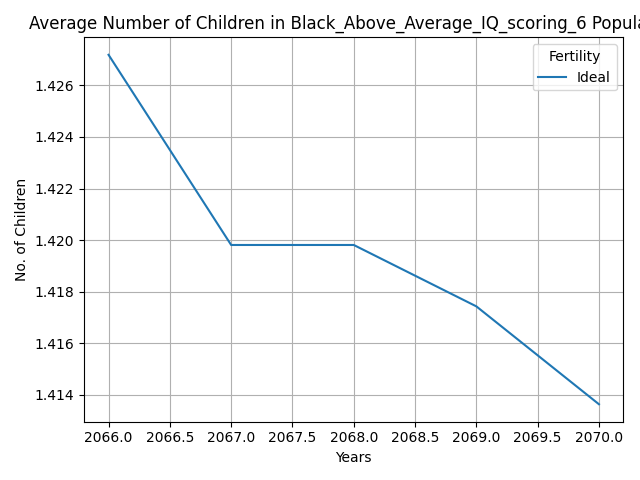 Average Number of Children in Black_Above_Average_IQ_scoring_6
Fertility
Ideal
No. of Children
1.426
1.424
1.422
1.420
1.418
1.416
1.414
2066.0 2066.5 2067.0 2067.5 2068.0 2068.5 2069.0 2069.5 2070.0
Years